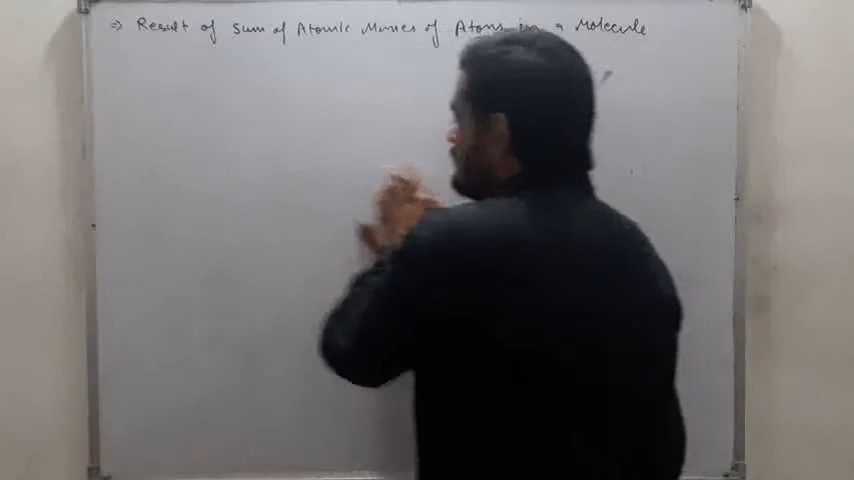 ⇒ Result of sum of Atomic Masses of Atoms in a Molecule